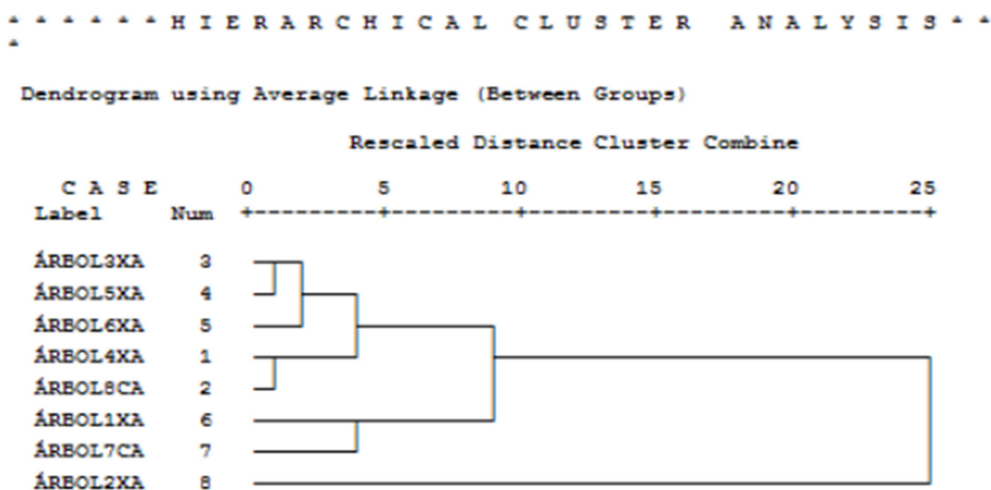 * * * * * * H I E R A R C H I C A L  C L U S T E R  A N A L Y S I S * *
*
Dendrogram using Average Linkage (Between Groups)
Rescaled Distance Cluster Combine
C A S E 0 5 10 15 20 25
Label Num +---------+---------+---------+---------+---------+
ÁRBOL3XA 3
ÁRBOL5XA 4
ÁRBOL6XA 5
ÁRBOL4XA 1
ÁRBOL8CA 2
ÁRBOL1XA 6
ÁRBOL7CA 7
ÁRBOL2XA 8